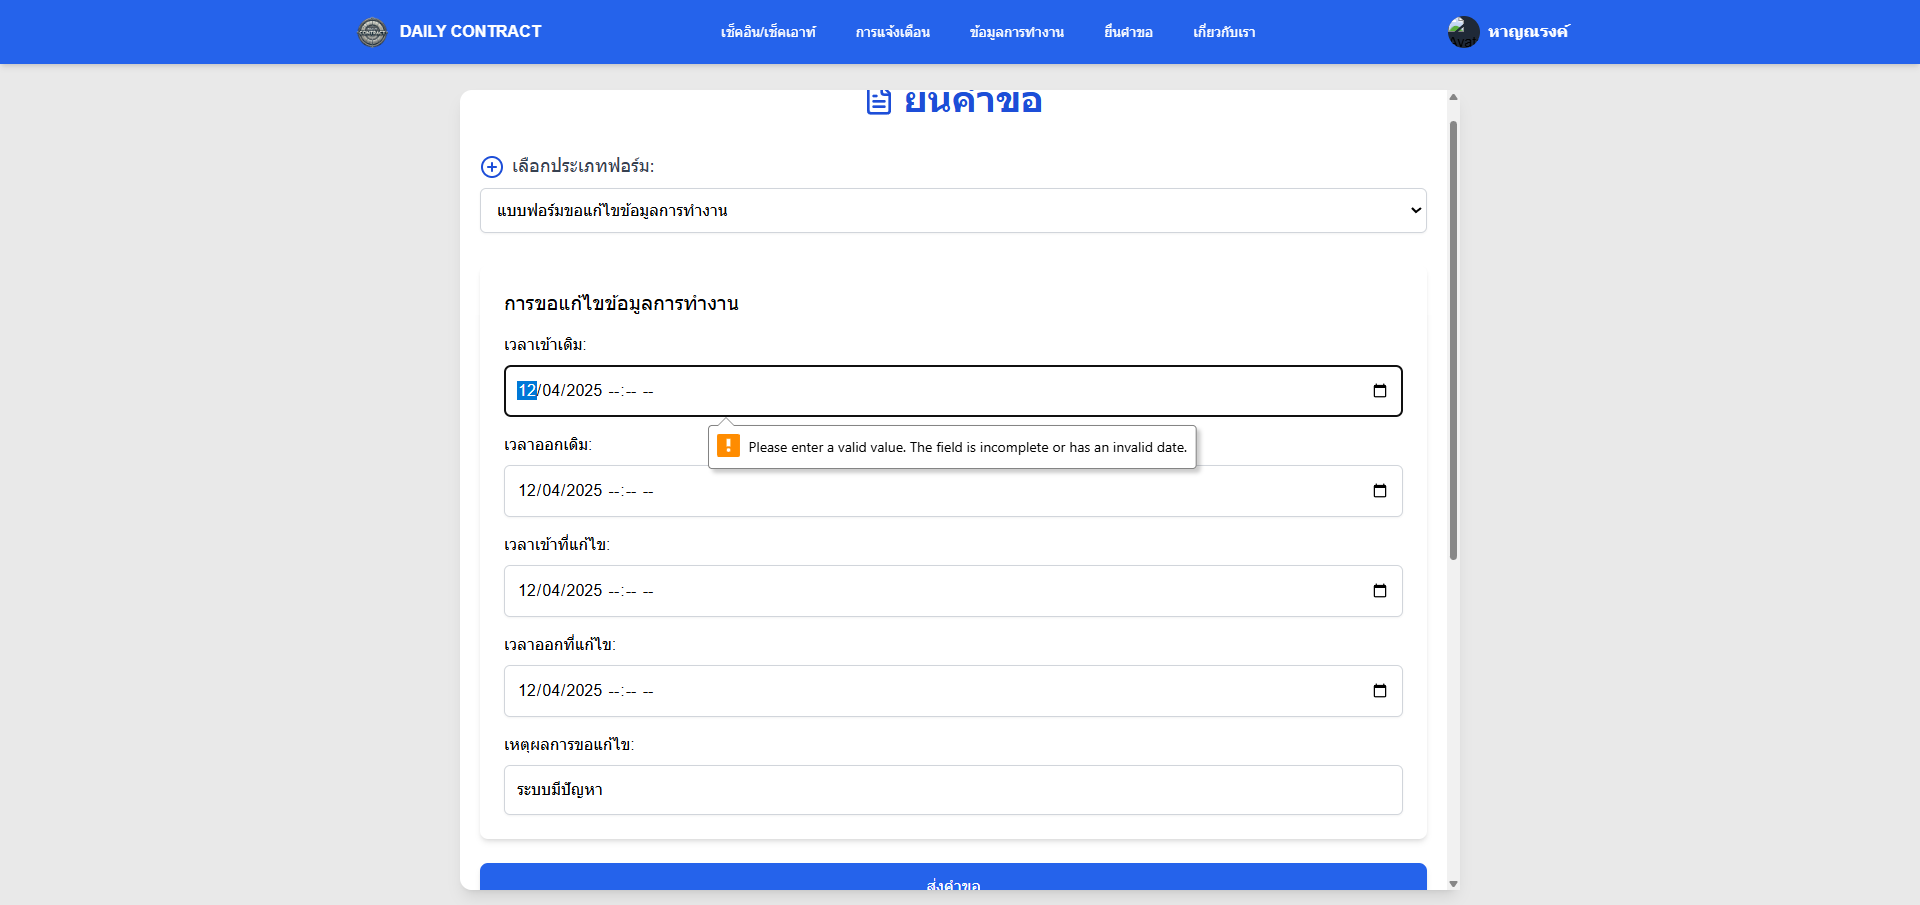 DAILY CONTRACT
เช็คอิน/เช็คเอาท์
การแจ้งเตือน
ข้อมูลการทำงาน
ยื่นคำขอ
เกี่ยวกับเรา
หาญณรงค์
ยื่นคำขอ
เลือกประเภทฟอร์ม:
แบบฟอร์มขอแก้ไขข้อมูลการทำงาน
การขอแก้ไขข้อมูลการทำงาน
เวลาเข้าเดิม:
12/04/2025 --:-- --
Please enter a valid value. The field is incomplete or has an invalid date.
เวลาออกเดิม:
12/04/2025 --:-- --
เวลาเข้าที่แก้ไข:
12/04/2025 --:-- --
เวลาออกที่แก้ไข:
12/04/2025 --:-- --
เหตุผลการขอแก้ไข:
ระบบมีปัญหา
ส่งคำขอ